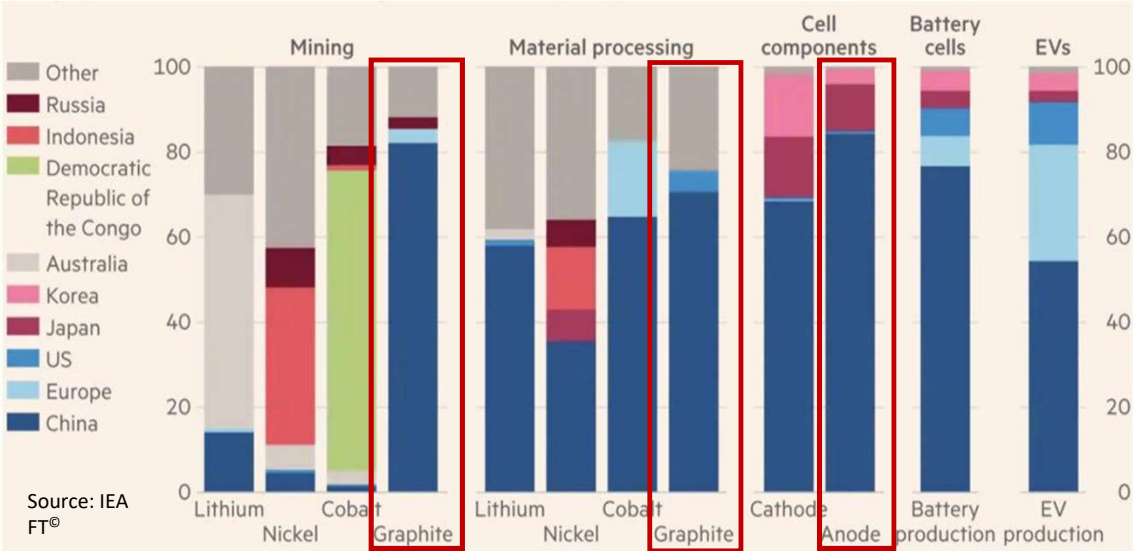 Mining
Material processing
Cell
components
Battery
cells
EVs
Other
Russia
Indonesia
Democratic
Republic of
the Congo
Australia
Korea
Japan
US
Europe
China
100
80
60
40
20
0
100
80
60
40
20
0
Lithium
Nickel
Cobalt
Graphite
Lithium
Nickel
Cobalt
Graphite
Cathode
Anode
Battery
production
EV
production
Source: IEA
FT©